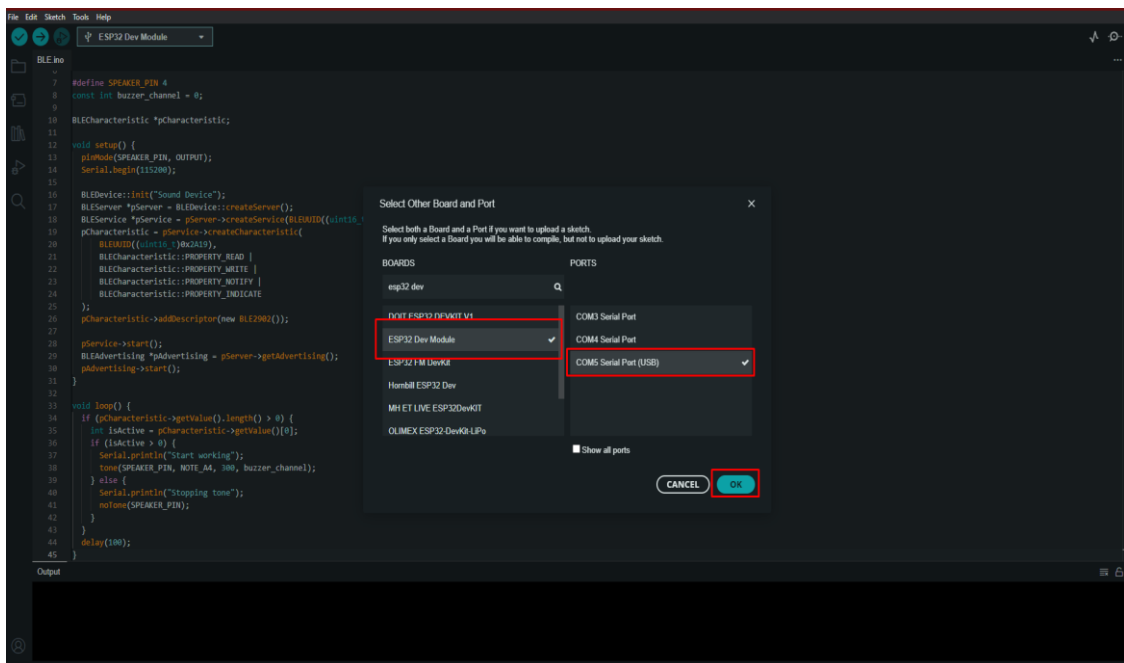 File Edit Sketch Tools Help
ESP32 Dev Module
BLE.ino
7 #define SPEAKER_PIN 4
8 const int buzzer_channel = 0;
9
10 BLECharacteristic *pCharacteristic;
11
12 void setup() {
13 pinMode(SPEAKER_PIN, OUTPUT);
14 Serial.begin(115200);
15
16 BLEDevice::init("Sound Device");
17 BLEServer *pServer = BLEDevice::createServer();
18 BLEService *pService = pServer->createService(BLEUUID((uint16_t
19 pCharacteristic = pService->createCharacteristic(
20 BLEUUID((uint16_t)0x2A19),
21 BLECharacteristic::PROPERTY_READ |
22 BLECharacteristic::PROPERTY_WRITE |
23 BLECharacteristic::PROPERTY_NOTIFY |
24 BLECharacteristic::PROPERTY_INDICATE
25 );
26 pCharacteristic->addDescriptor(new BLE2902());
27
28 pService->start();
29 BLEAdvertising *pAdvertising = pServer->getAdvertising();
30 pAdvertising->start();
31 }
32
33 void loop() {
34 if (pCharacteristic->getValue().length() > 0) {
35 int isActive = pCharacteristic->getValue()[0];
36 if (isActive > 0) {
37 Serial.println("Start working");
38 tone(SPEAKER_PIN, NOTE_A4, 300, buzzer_channel);
39 } else {
40 Serial.println("Stopping tone");
41 noTone(SPEAKER_PIN);
42 }
43 }
44 delay(100);
45 }
Select Other Board and Port
Select both a Board and a Port if you want to upload a sketch.
If you only select a Board you will be able to compile, but not to upload your sketch.
BOARDS
esp32 dev
DOIT ESP32 DEVKIT V1
ESP32 Dev Module
ESP32 FM DevKit
Hornbill ESP32 Dev
MH ET LIVE ESP32DevKIT
OLIMEX ESP32-DevKit-LiPo
PORTS
COM3 Serial Port
COM4 Serial Port
COM5 Serial Port (USB)
Show all ports
CANCEL
OK
Output